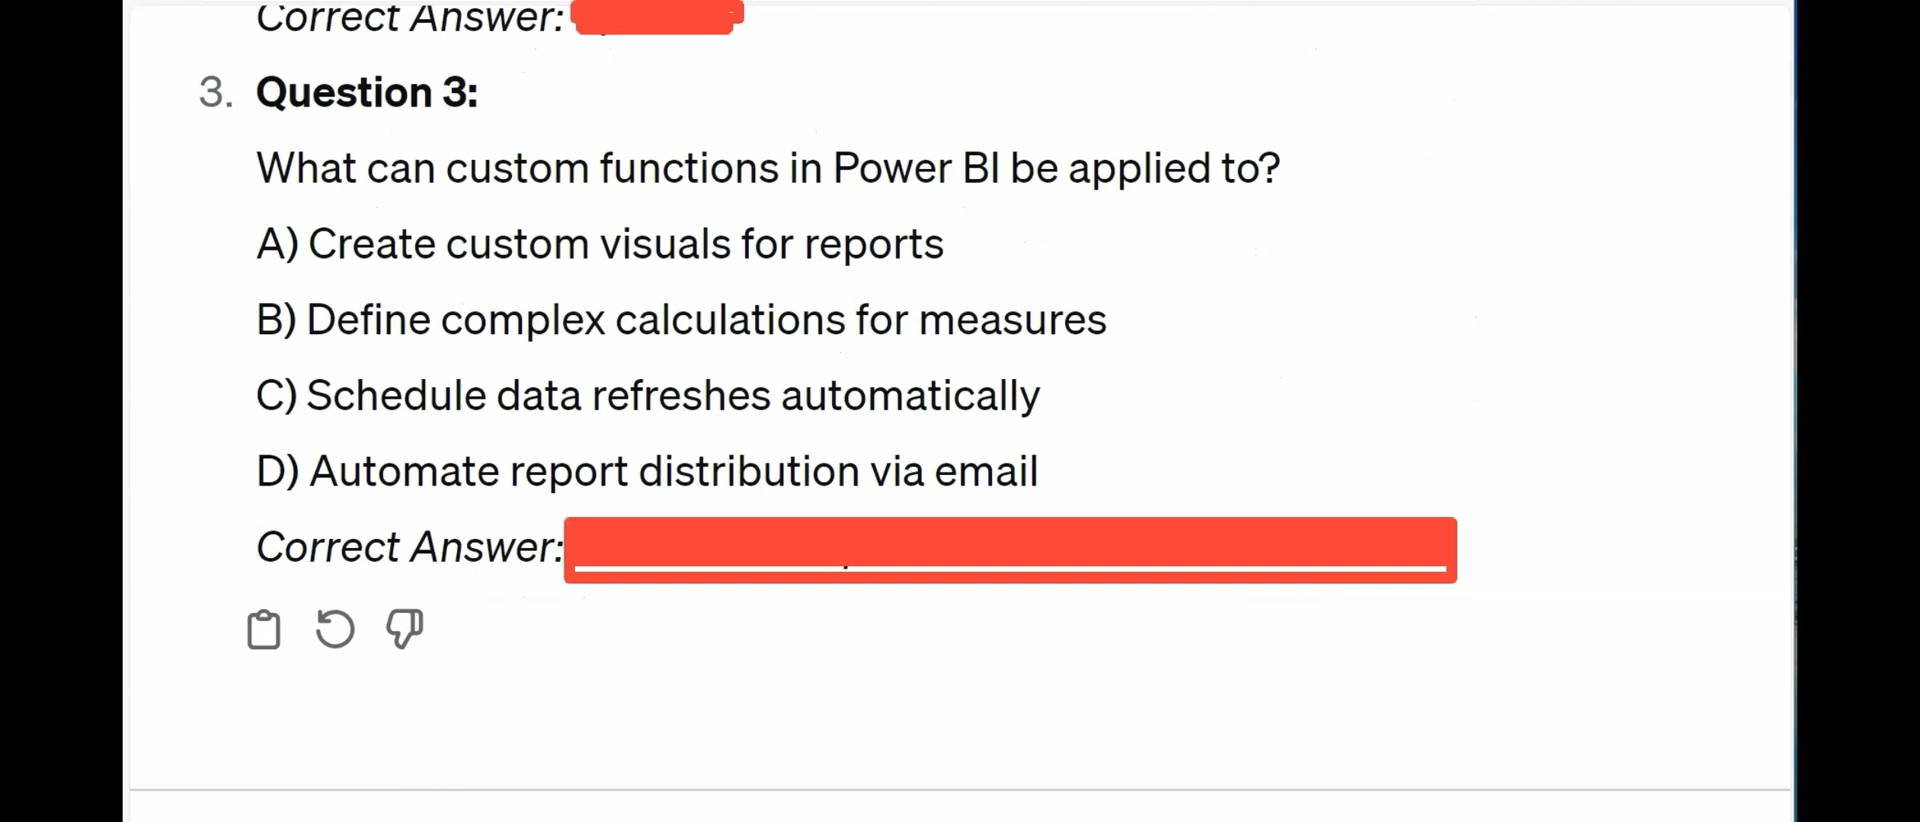 Correct Answer:
3. Question 3:
What can custom functions in Power BI be applied to?
A) Create custom visuals for reports
B) Define complex calculations for measures
C) Schedule data refreshes automatically
D) Automate report distribution via email
Correct Answer: